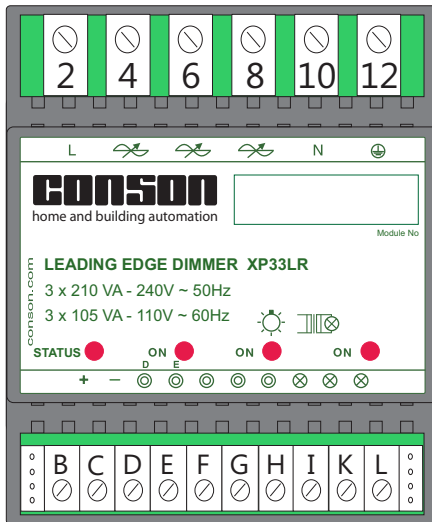 2 4 6 8 10 12
L N
CONSON
home and building automation
Module No
conson.com
LEADING EDGE DIMMER XP33LR
3 x 210 VA - 240V ~ 50Hz
3 x 105 VA - 110V ~ 60Hz
STATUS ON ON ON
D E
+ −
B C D E F G H I K L